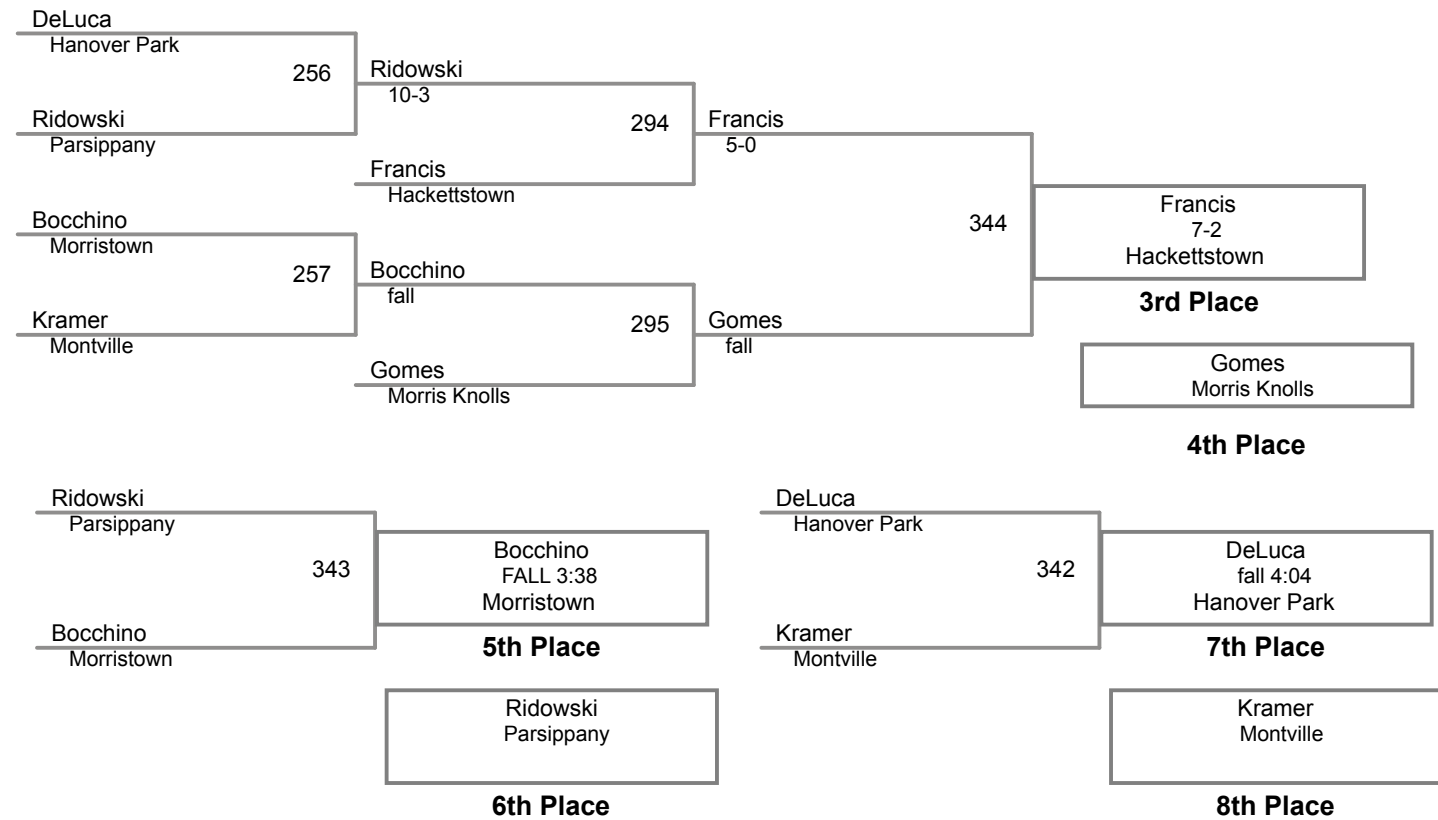 DeLuca
Hanover Park
256
Ridowski
10-3
Ridowski
Parsippany
294
Francis
5-0
Francis
Hackettstown
Bocchino
Morristown
257
Bocchino
fall
Kramer
Montville
295
Gomes
fall
Gomes
Morris Knolls
344
Francis
7-2
Hackettstown
3rd Place
Gomes
Morris Knolls
4th Place
Ridowski
Parsippany
343
Bocchino
Morristown
Bocchino
FALL 3:38
Morristown
5th Place
Ridowski
Parsippany
6th Place
DeLuca
Hanover Park
342
Kramer
Montville
DeLuca
fall 4:04
Hanover Park
7th Place
Kramer
Montville
8th Place